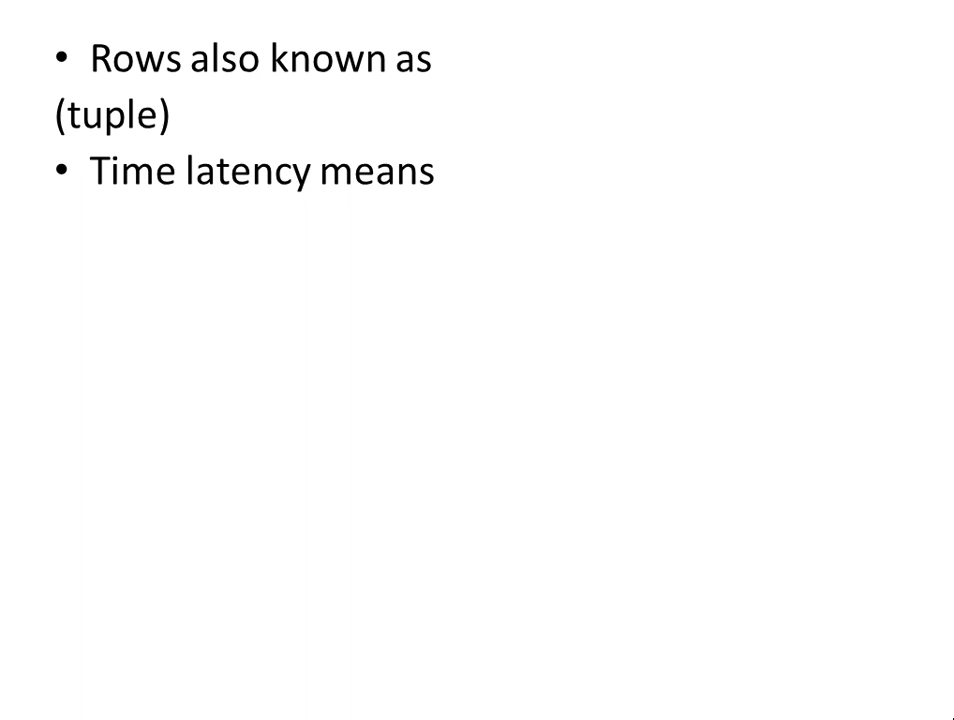 • Rows also known as
(tuple)
• Time latency means